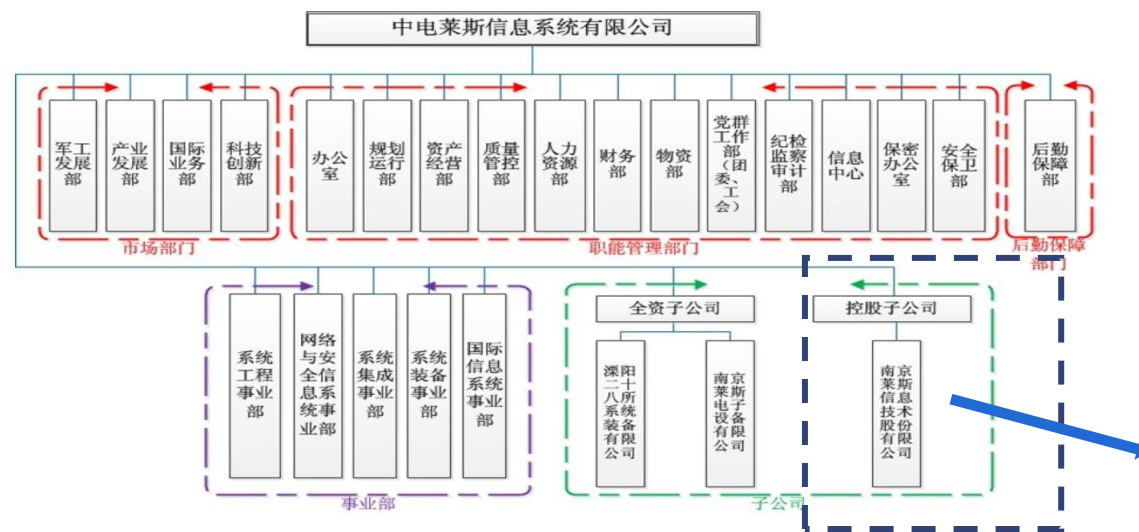 中电莱斯信息系统有限公司
军工
发展
部
产业
发展
部
国际
业务
部
科技
创新
部
市场部门
办公
室
规划
运行
部
资产
经营
部
质量
管控
部
人力
资源
部
财务
部
物资
部
党群
工作
部
（团
委、
工
会）
纪检
监察
审计
部
信息
中心
保密
办公
室
安全
保卫
部
职能管理部门
后勤
保障
部
后勤保障
部门
系统
工程
事业
部
网络
与安
全信
息系
统事
业部
系统
集成
事业
部
系统
装备
事业
部
国际
信息
系统
事业
部
事业部
全资子公司
溧阳
二十
八所
系统
装备
有限
公司
南京
莱斯
电子
设备
有限
公司
控股子公司
南京
莱斯
信息
技术
股份
有限
公司
子公司